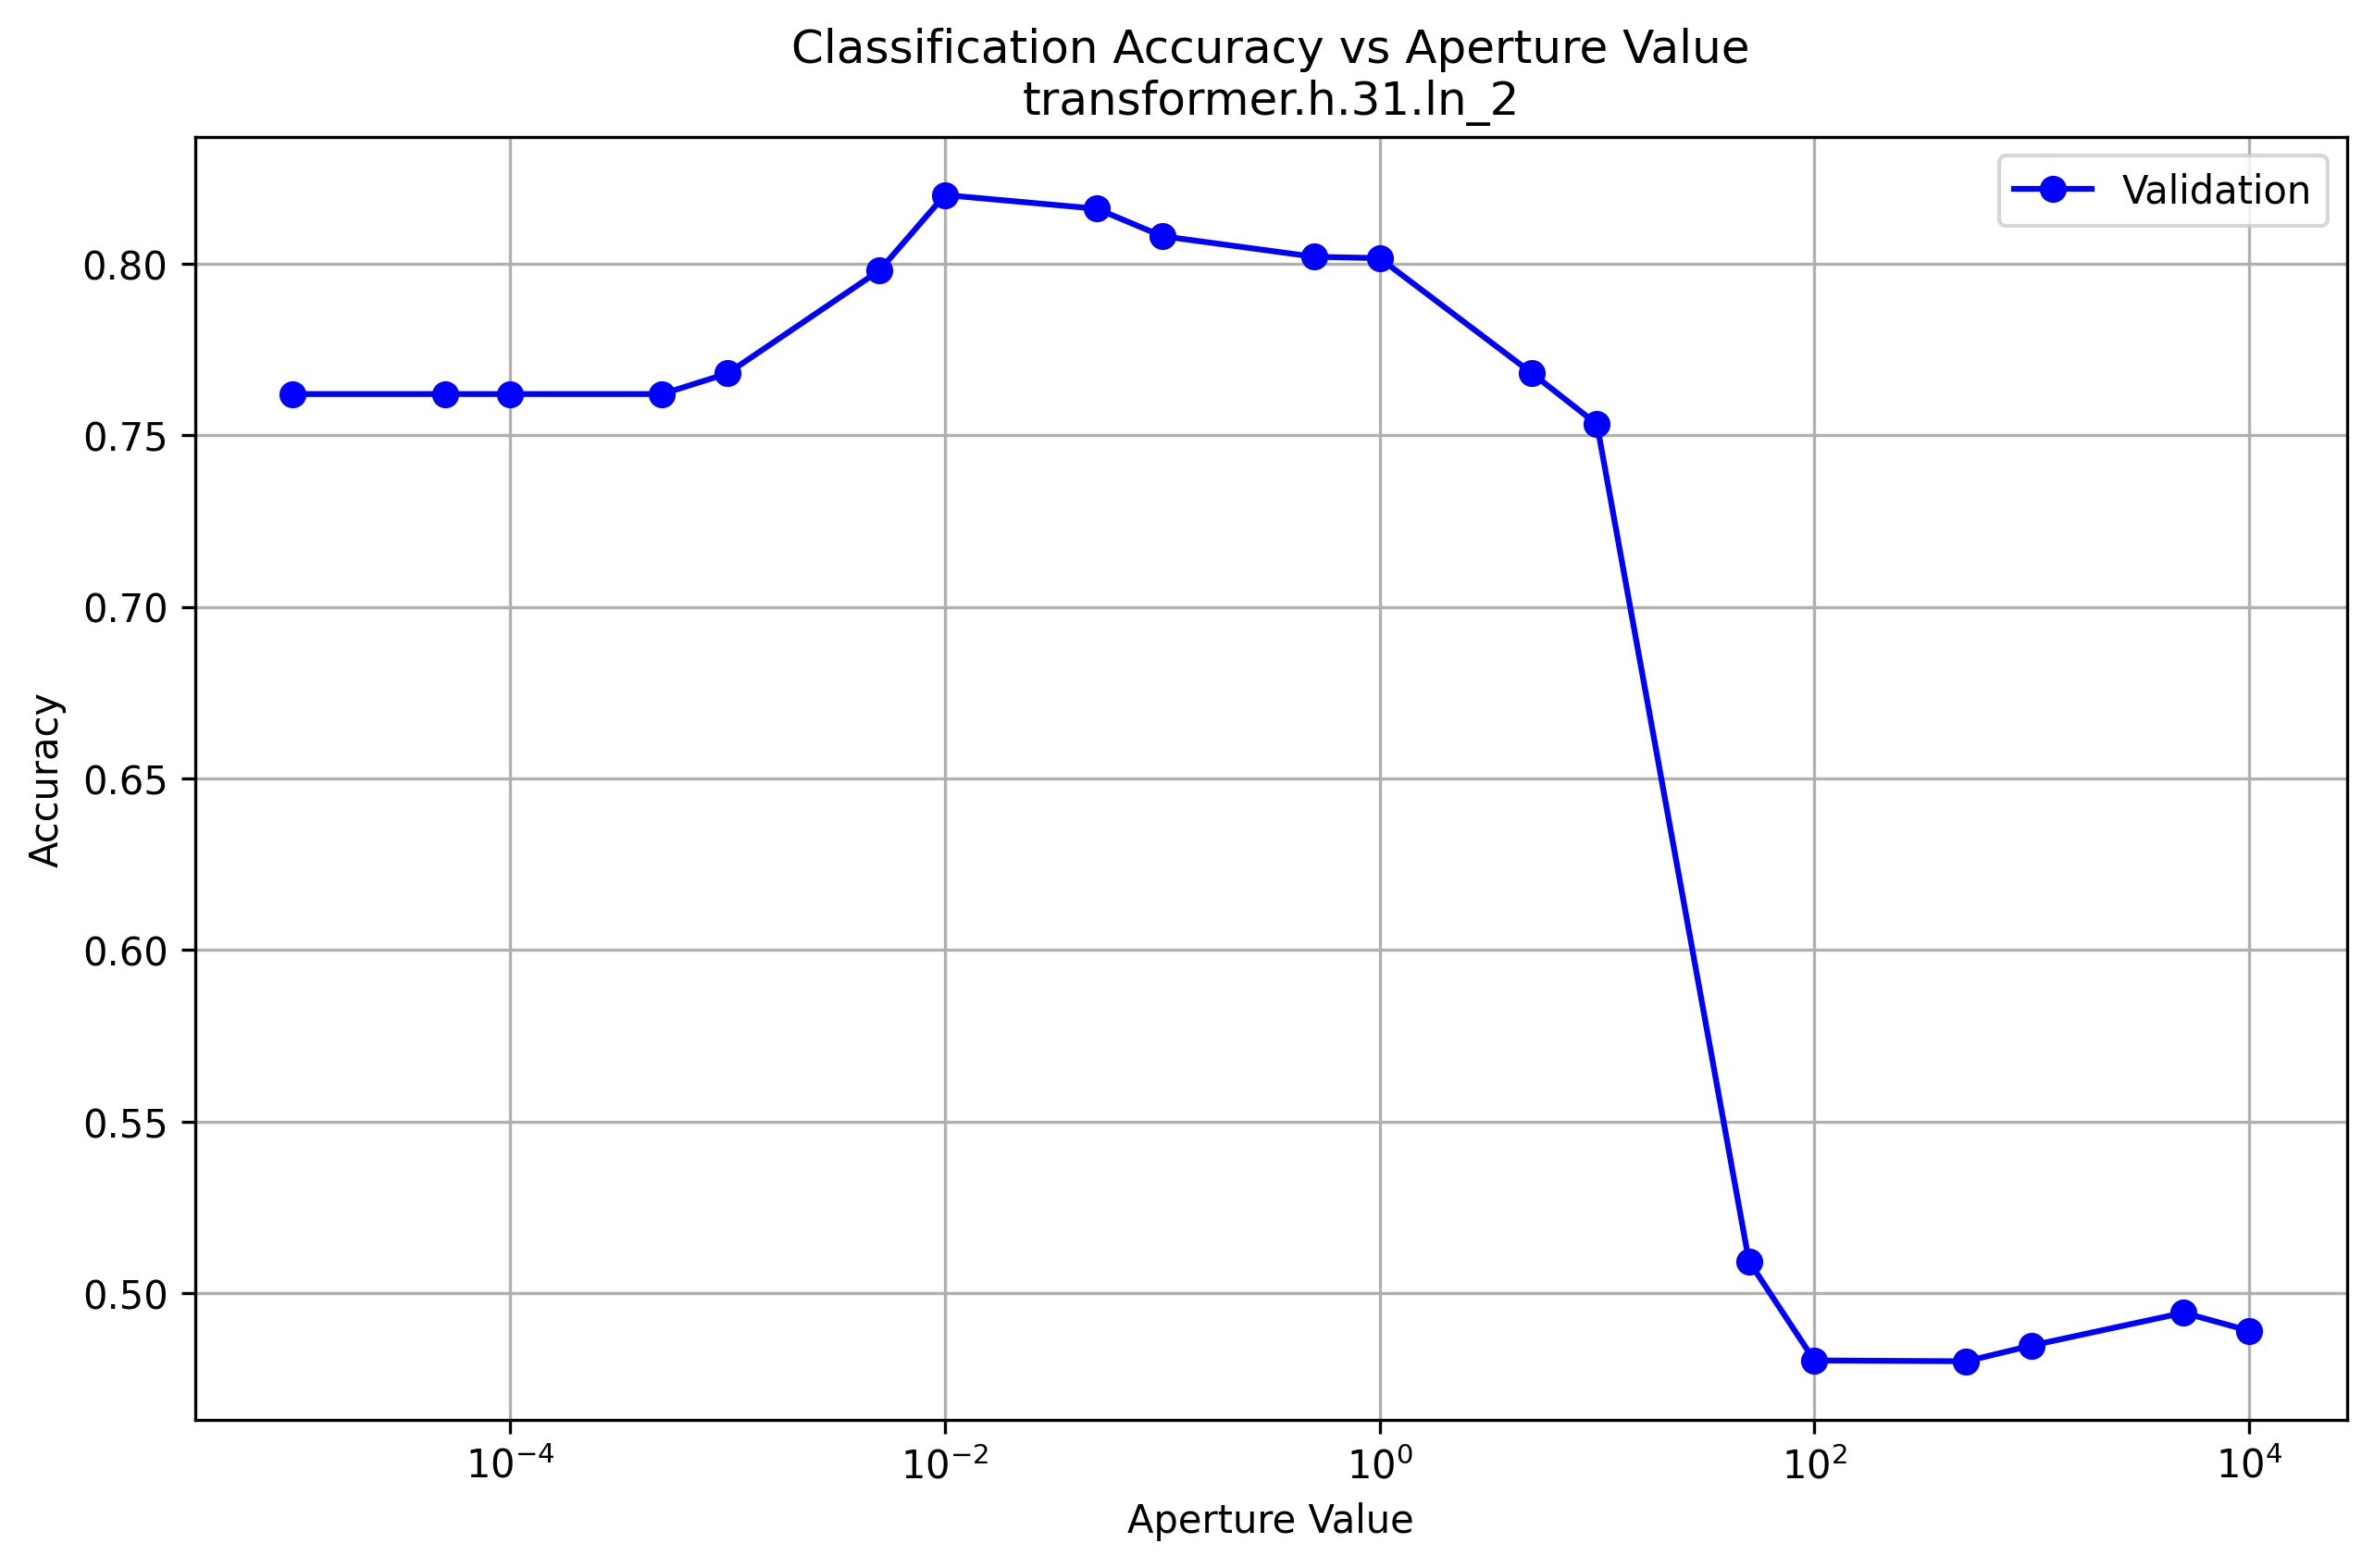 Classification Accuracy vs Aperture Value
transformer.h.31.ln_2
Validation
Accuracy
0.80
0.75
0.70
0.65
0.60
0.55
0.50
10⁻⁴ 10⁻² 10⁰ 10² 10⁴
Aperture Value